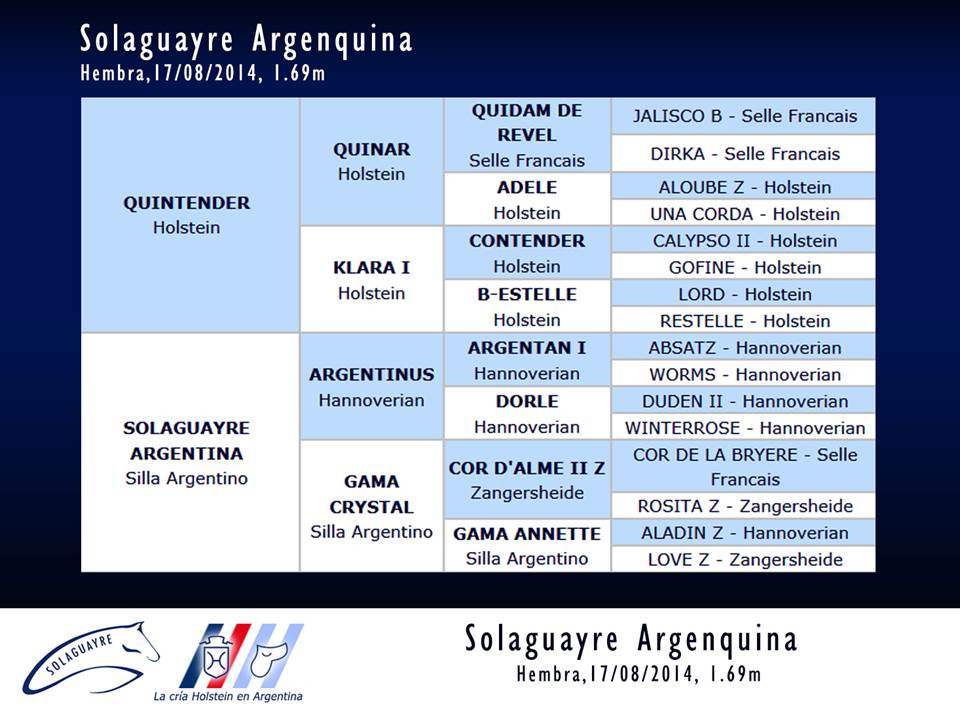 Solaguayre Argenquina
Hembra,17/08/2014, 1.69m
QUINTENDER
Holstein
QUINAR
Holstein
QUIDAM DE
REVEL
Selle Francais
JALISCO B - Selle Francais
DIRKA - Selle Francais
ADELE
Holstein
ALOUBE Z - Holstein
UNA CORDA - Holstein
KLARA I
Holstein
CONTENDER
Holstein
CALYPSO II - Holstein
GOFINE - Holstein
B-ESTELLE
Holstein
LORD - Holstein
RESTELLE - Holstein
SOLAGUAYRE
ARGENTINA
Silla Argentino
ARGENTINUS
Hannoverian
ARGENTAN I
Hannoverian
ABSATZ - Hannoverian
WORMS - Hannoverian
DORLE
Hannoverian
DUDEN II - Hannoverian
WINTERROSE - Hannoverian
GAMA
CRYSTAL
Silla Argentino
COR D'ALME II Z
Zangersheide
COR DE LA BRYERE - Selle
Francais
ROSITA Z - Zangersheide
GAMA ANNETTE
Silla Argentino
ALADIN Z - Hannoverian
LOVE Z - Zangersheide
SOLAGUAYRE
La cría Holstein en Argentina
Solaguayre Argenquina
Hembra,17/08/2014, 1.69m